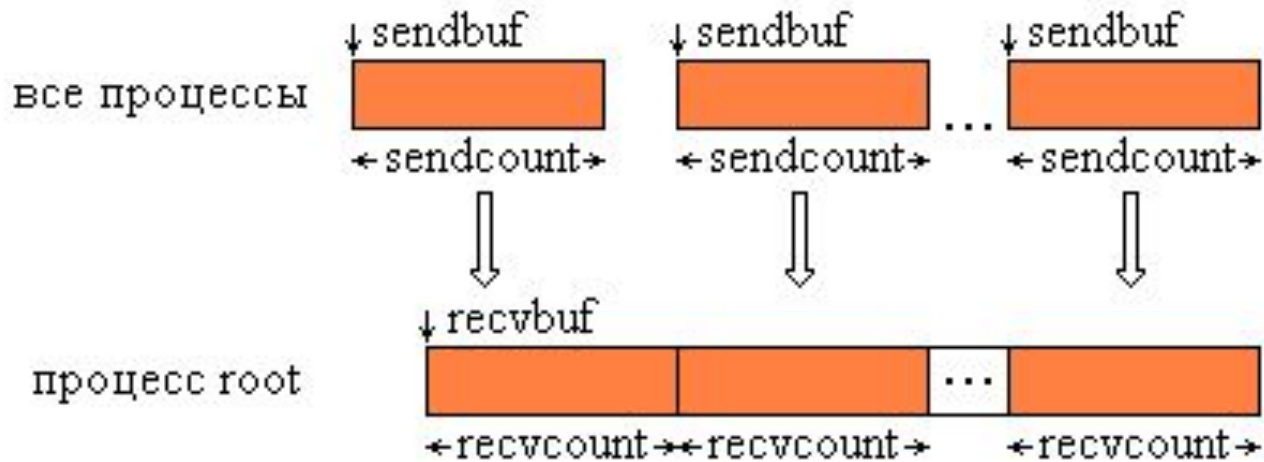 sendbuf sendbuf sendbuf
все процессы
...
sendcount sendcount sendcount
recvbuf
процесс root ...
recvcount recvcount recvcount